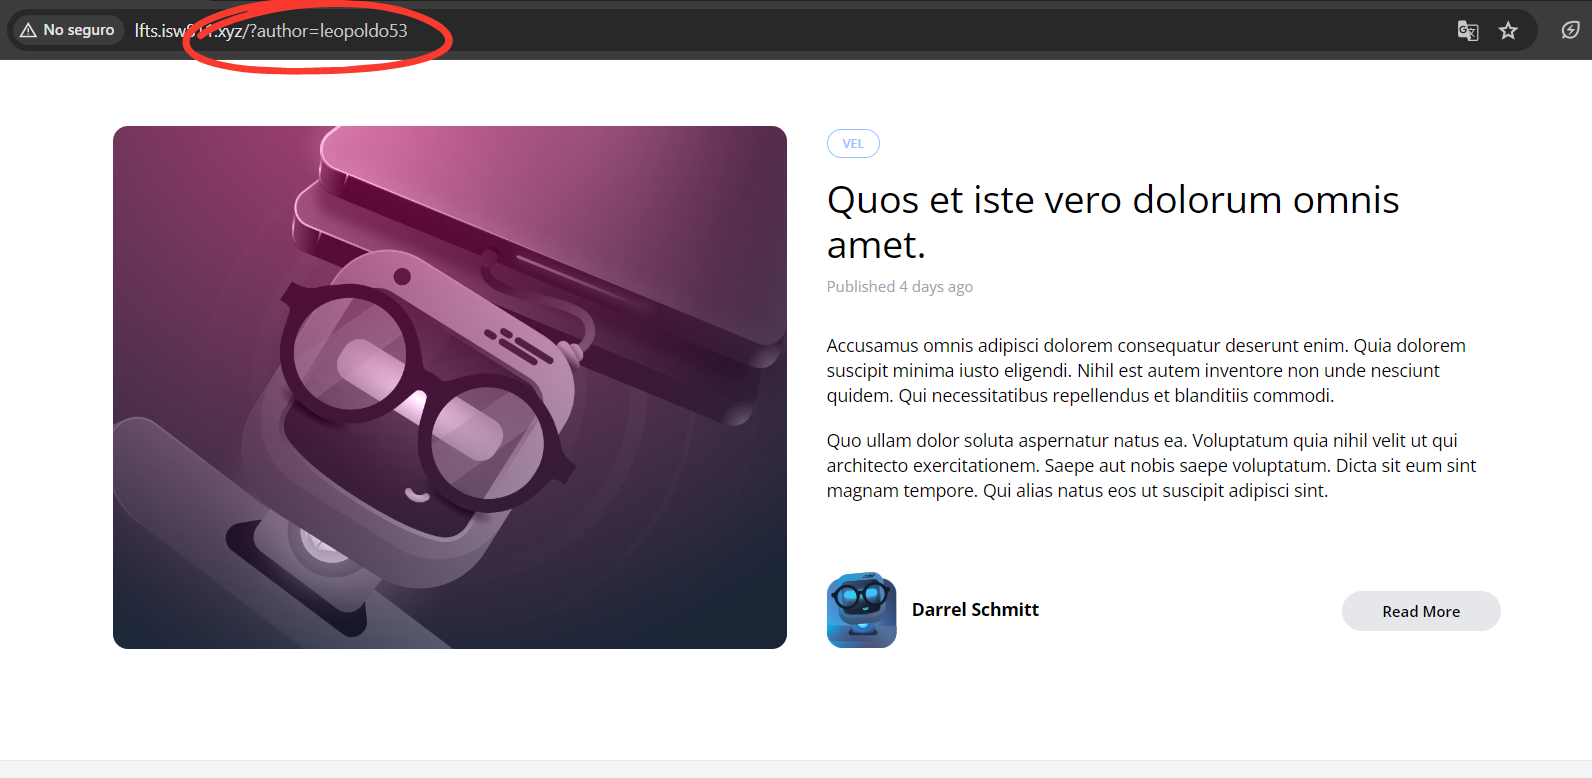 No seguro
lfts.isw811.xyz/?author=leopoldo53
VEL
Quos et iste vero dolorum omnis
amet.
Published 4 days ago
Accusamus omnis adipisci dolorem consequatur deserunt enim. Quia dolorem
suscipit minima iusto eligendi. Nihil est autem inventore non unde nesciunt
quidem. Qui necessitatibus repellendus et blanditiis commodi.
Quo ullam dolor soluta aspernatur natus ea. Voluptatum quia nihil velit ut qui
architecto exercitationem. Saepe aut nobis saepe voluptatum. Dicta sit eum sint
magnam tempore. Qui alias natus eos ut suscipit adipisci sint.
Darrel Schmitt
Read More